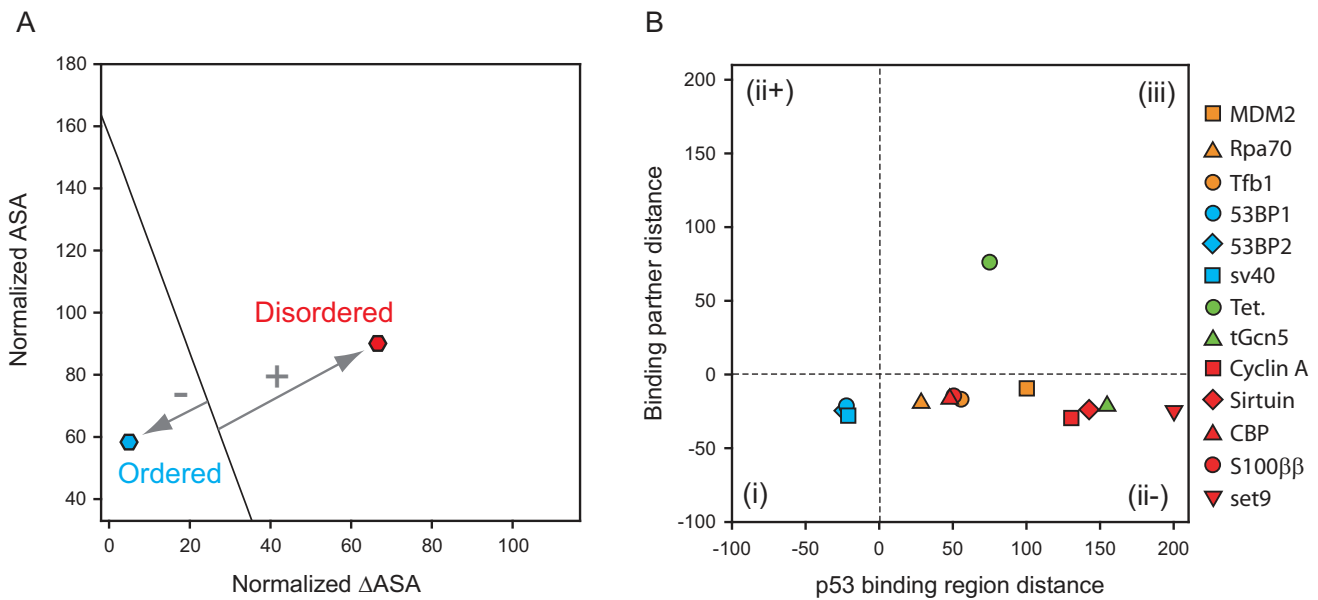 A
180
160
140
120
100
80
60
40
Normalized ASA
Disordered
+
-
Ordered
0
20
40
60
80
100
Normalized ΔASA
B
200
150
100
50
0
-50
-100
Binding partner distance
(ii+)
(iii)
(i)
(ii-)
-100
-50
0
50
100
150
200
p53 binding region distance
MDM2
Rpa70
Tfb1
53BP1
53BP2
sv40
Tet.
tGcn5
Cyclin A
Sirtuin
CBP
S100ββ
set9